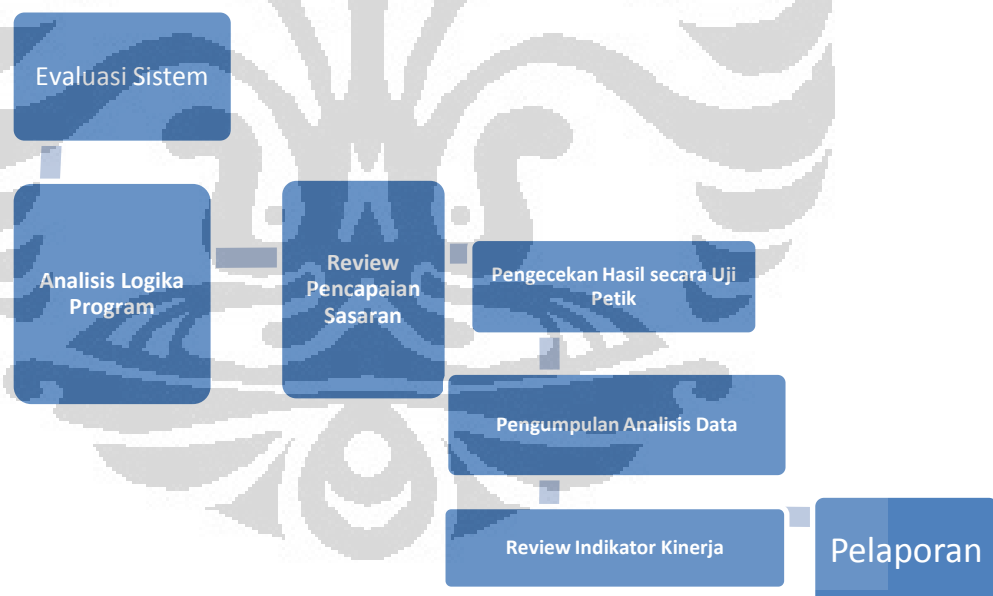 Evaluasi Sistem
Analisis Logika
Program
Review
Pencapaian
Sasaran
Pengecekan Hasil secara Uji
Petik
Pengumpulan Analisis Data
Review Indikator Kinerja
Pelaporan